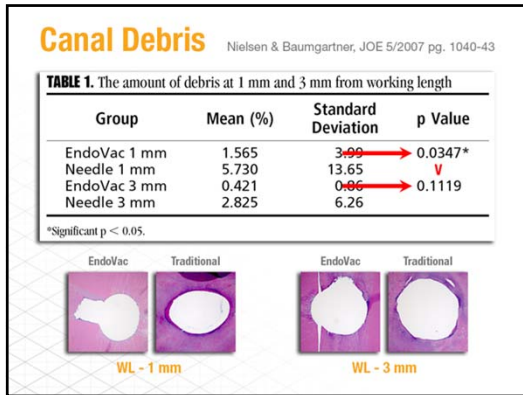 Canal Debris Nielsen & Baumgartner, JOE 5/2007 pg. 1040-43
TABLE 1. The amount of debris at 1 mm and 3 mm from working length
Group Mean (%) Standard Deviation p Value
EndoVac 1 mm 1.565 3.99 0.0347*
Needle 1 mm 5.730 13.65 V
EndoVac 3 mm 0.421 0.86 0.1119
Needle 3 mm 2.825 6.26
*Significant p < 0.05.
EndoVac Traditional EndoVac Traditional
WL - 1 mm WL - 3 mm